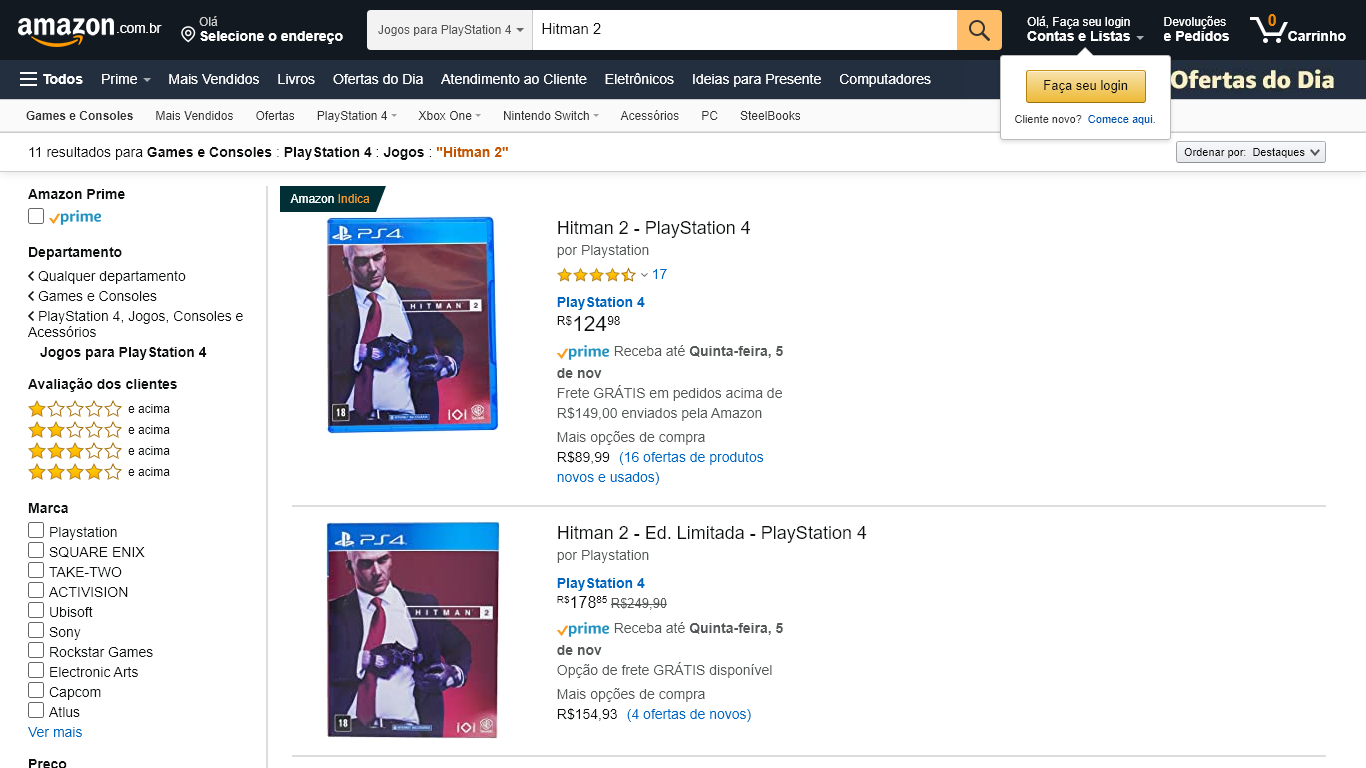 amazon.com.br
Olá
Selecione o endereço
Jogos para PlayStation 4
Hitman 2
Olá, Faça seu login
Contas e Listas
Devoluções
e Pedidos
0
Carrinho
Todos
Prime
Mais Vendidos
Livros
Ofertas do Dia
Atendimento ao Cliente
Eletrônicos
Ideias para Presente
Computadores
Ofertas do Dia
Faça seu login
Cliente novo? Comece aqui.
Games e Consoles
Mais Vendidos
Ofertas
PlayStation 4
Xbox One
Nintendo Switch
Acessórios
PC
SteelBooks
11 resultados para Games e Consoles : PlayStation 4 : Jogos : "Hitman 2"
Ordenar por: Destaques
Amazon Prime
prime
Departamento
Qualquer departamento
Games e Consoles
PlayStation 4, Jogos, Consoles e
Acessórios
Jogos para PlayStation 4
Avaliação dos clientes
e acima
e acima
e acima
e acima
Marca
Playstation
SQUARE ENIX
TAKE-TWO
ACTIVISION
Ubisoft
Sony
Rockstar Games
Electronic Arts
Capcom
Atlus
Ver mais
Preço
Amazon Indica
PS4
HITMAN 2
18
Hitman 2 - PlayStation 4
por Playstation
17
PlayStation 4
R$12498
prime Receba até Quinta-feira, 5
de nov
Frete GRÁTIS em pedidos acima de
R$149,00 enviados pela Amazon
Mais opções de compra
R$89,99 (16 ofertas de produtos
novos e usados)
PS4
HITMAN 2
18
Hitman 2 - Ed. Limitada - PlayStation 4
por Playstation
PlayStation 4
R$17885 R$249,90
prime Receba até Quinta-feira, 5
de nov
Opção de frete GRÁTIS disponível
Mais opções de compra
R$154,93 (4 ofertas de novos)